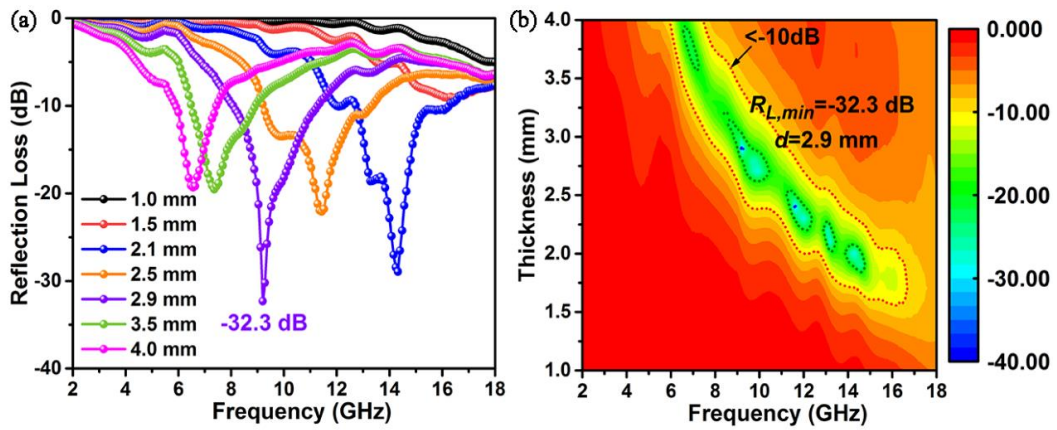 (a)
0
-10
-20
-30
-40
Reflection Loss (dB)
1.0 mm
1.5 mm
2.1 mm
2.5 mm
2.9 mm
3.5 mm
4.0 mm
-32.3 dB
2 4 6 8 10 12 14 16 18
Frequency (GHz)
(b)
4.0
3.5
3.0
2.5
2.0
1.5
1.0
Thickness (mm)
<-10dB
RL,min=-32.3 dB
d=2.9 mm
2 4 6 8 10 12 14 16 18
Frequency (GHz)
0.000
-10.00
-20.00
-30.00
-40.00